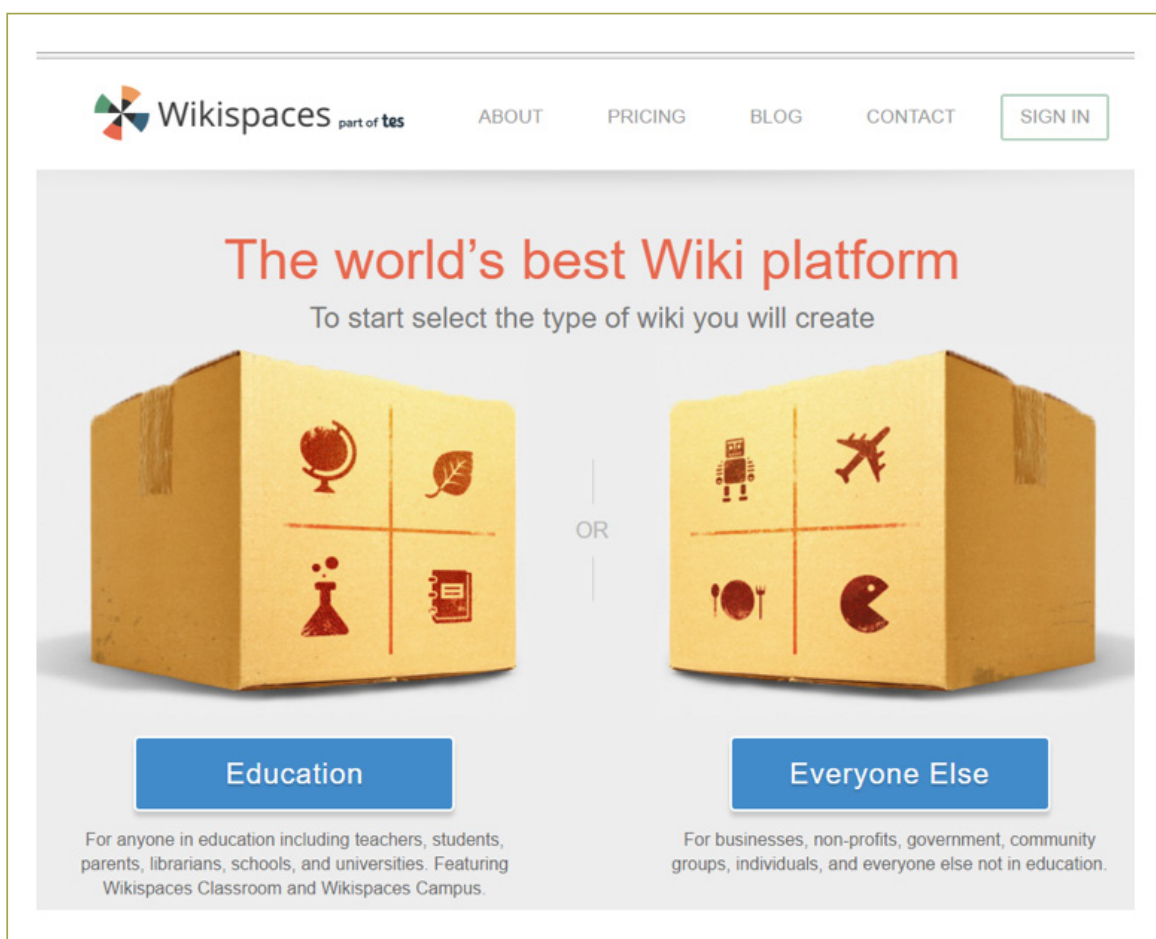 Wikispaces part of tes ABOUT PRICING BLOG CONTACT SIGN IN
The world's best Wiki platform
To start select the type of wiki you will create
OR
Education
For anyone in education including teachers, students,
parents, librarians, schools, and universities. Featuring
Wikispaces Classroom and Wikispaces Campus.
Everyone Else
For businesses, non-profits, government, community
groups, individuals, and everyone else not in education.